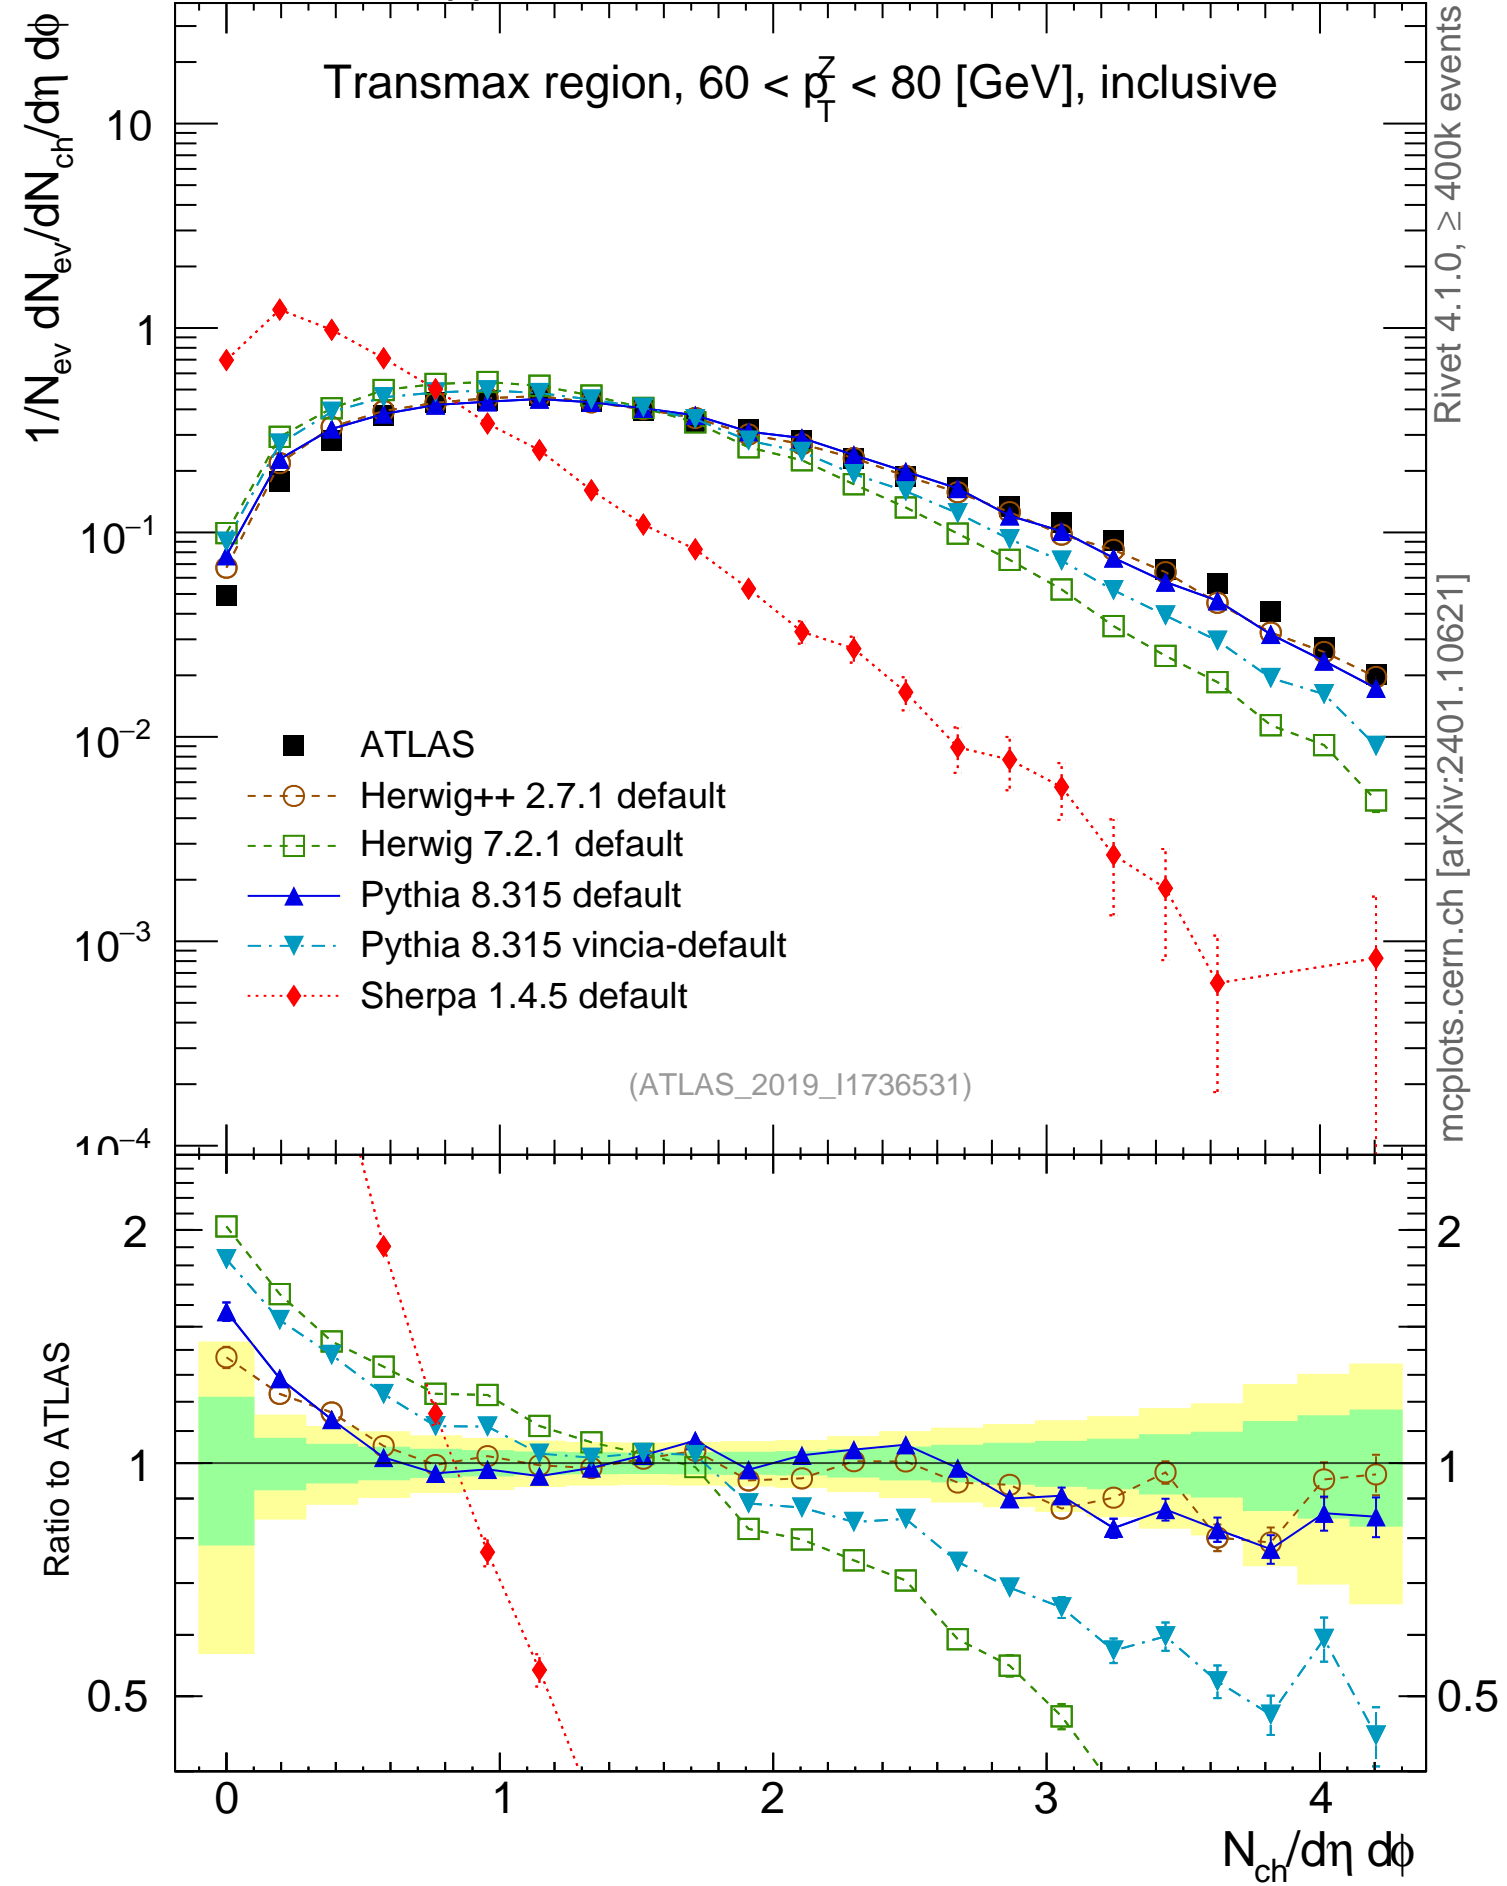 Transmax region, 60 < p_T^Z < 80 [GeV], inclusive
1/N_ev dN_ev/dN_ch/dη dφ
10
1
10^−1
10^−2
10^−3
10^−4
ATLAS
Herwig++ 2.7.1 default
Herwig 7.2.1 default
Pythia 8.315 default
Pythia 8.315 vincia-default
Sherpa 1.4.5 default
(ATLAS_2019_I1736531)
Rivet 4.1.0, ≥ 400k events
mcplots.cern.ch [arXiv:2401.10621]
Ratio to ATLAS
2
1
0.5
2
1
0.5
0 1 2 3 4
N_ch/dη dφ